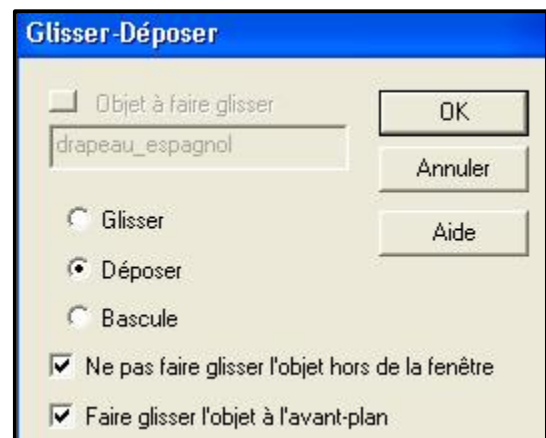 Glisser-Déposer
Objet à faire glisser
OK
drapeau_espagnol
Annuler
Glisser
Aide
Déposer
Bascule
Ne pas faire glisser l'objet hors de la fenêtre
Faire glisser l'objet à l'avant-plan